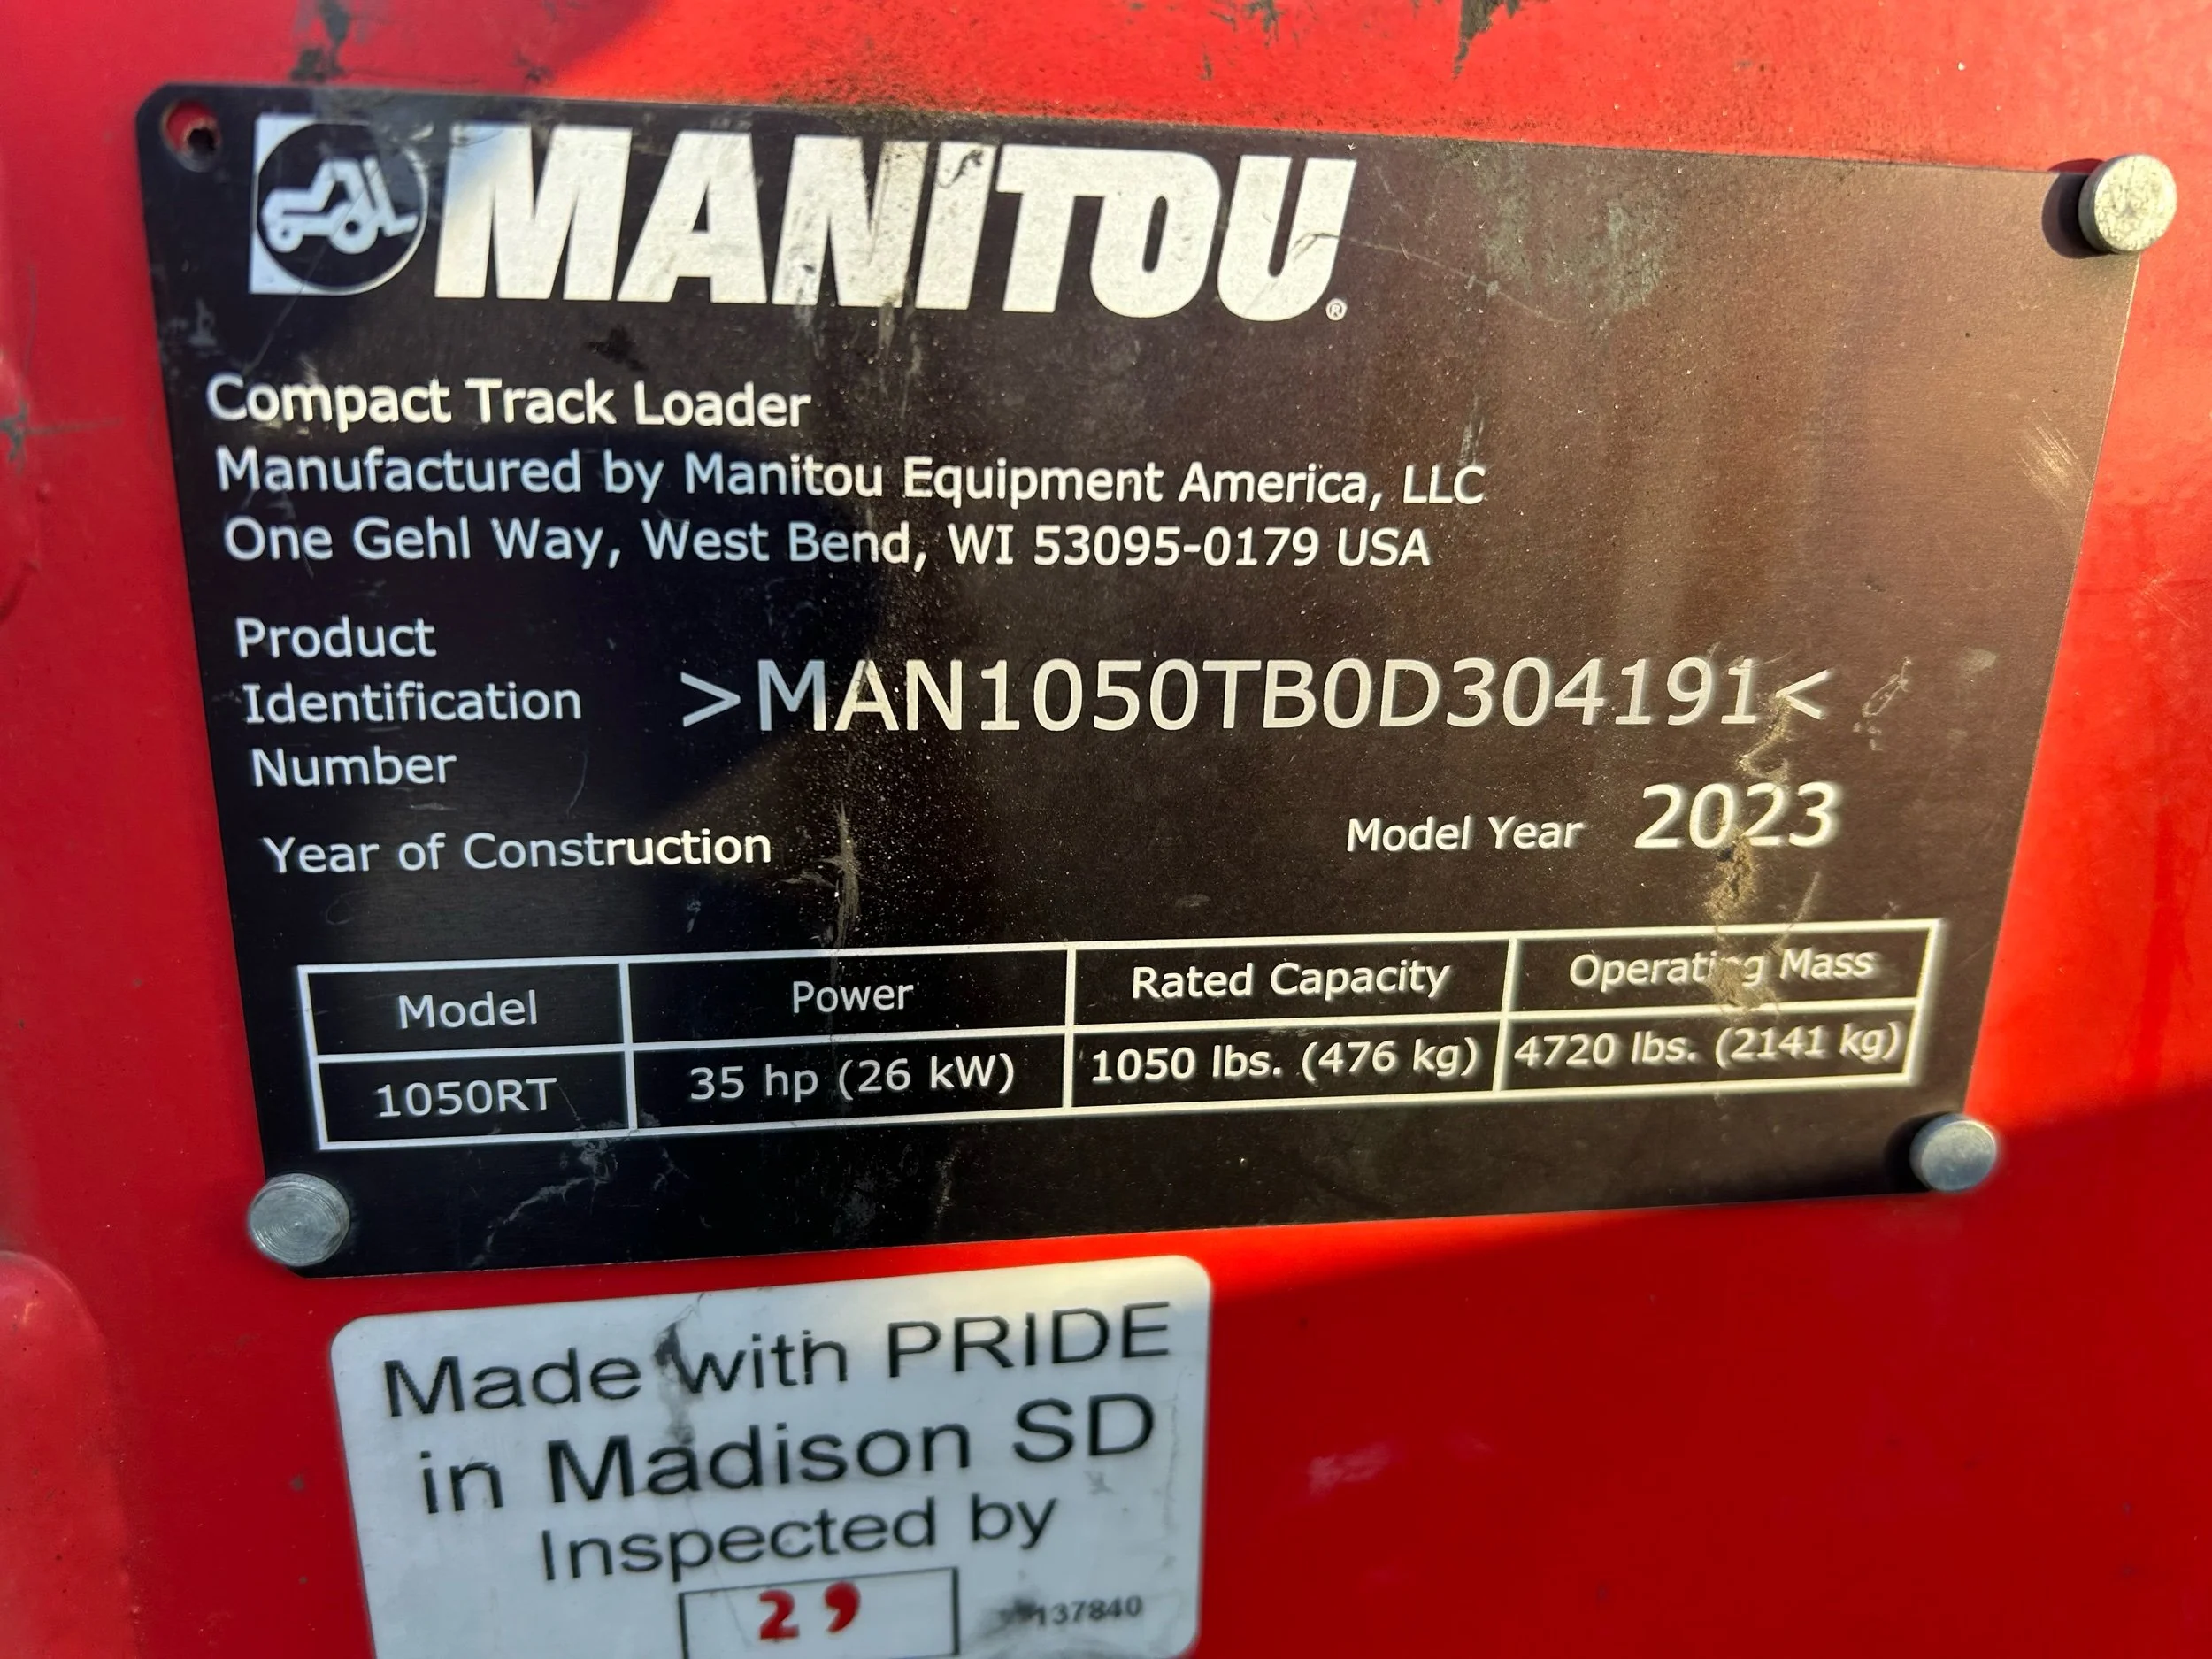 MANITOU®
Compact Track Loader
Manufactured by Manitou Equipment America, LLC
One Gehl Way, West Bend, WI 53095-0179 USA
Product
Identification >MAN1050TB0D304191<
Number
Year of Construction Model Year 2023
Model Power Rated Capacity Operating Mass
1050RT 35 hp (26 kW) 1050 lbs. (476 kg) 4720 lbs. (2141 kg)
Made with PRIDE
in Madison SD
Inspected by
29
137840